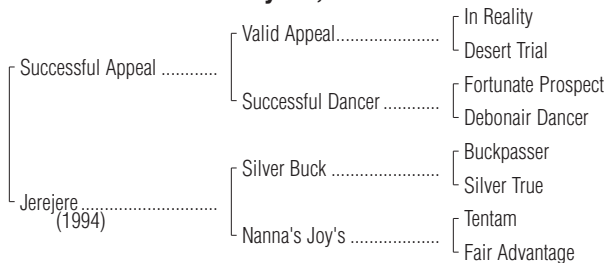 In Reality
Valid Appeal
Desert Trial
Successful Appeal
Fortunate Prospect
Successful Dancer
Debonair Dancer
Buckpasser
Silver Buck
Silver True
Jerejere
(1994)
Tentam
Nanna's Joy's
Fair Advantage